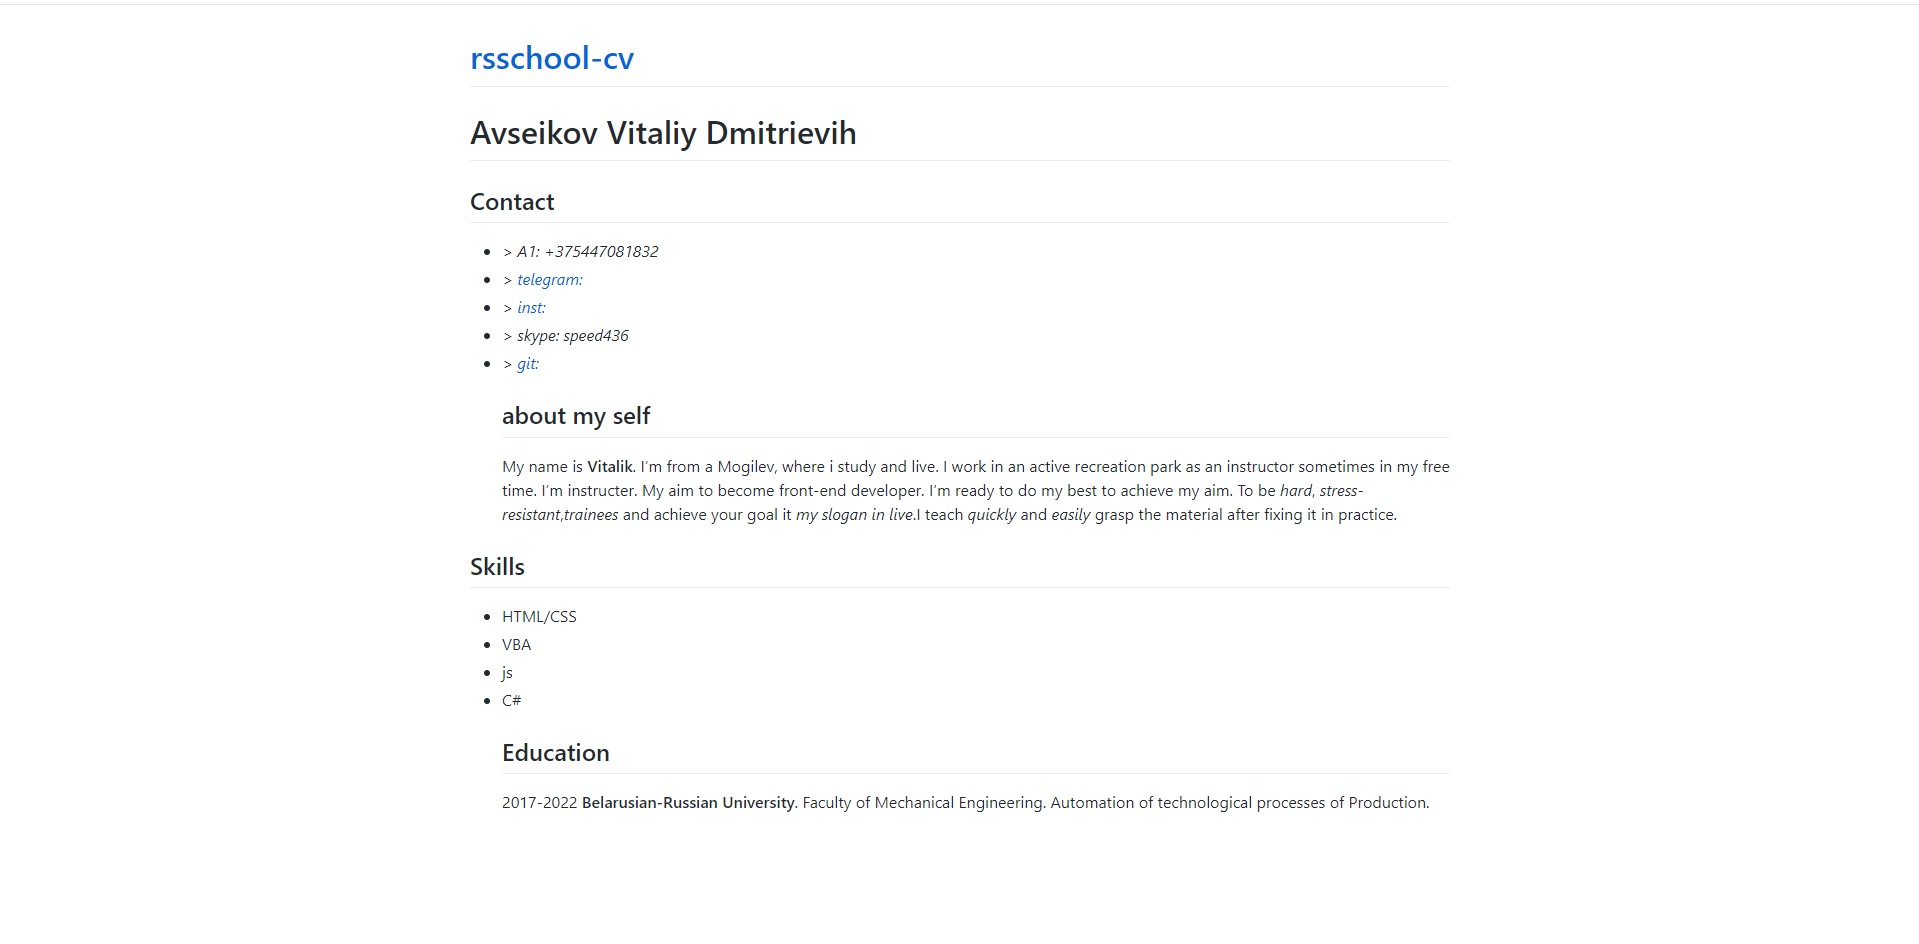 rsschool-cv
Avseikov Vitaliy Dmitrievih
Contact
• > A1: +375447081832
• > telegram:
• > inst:
• > skype: speed436
• > git:
about my self
My name is Vitalik. I’m from a Mogilev, where i study and live. I work in an active recreation park as an instructor sometimes in my free
time. I’m instructer. My aim to become front-end developer. I’m ready to do my best to achieve my aim. To be hard, stress-
resistant,trainees and achieve your goal it my slogan in live.I teach quickly and easily grasp the material after fixing it in practice.
Skills
• HTML/CSS
• VBA
• js
• C#
Education
2017-2022 Belarusian-Russian University. Faculty of Mechanical Engineering. Automation of technological processes of Production.